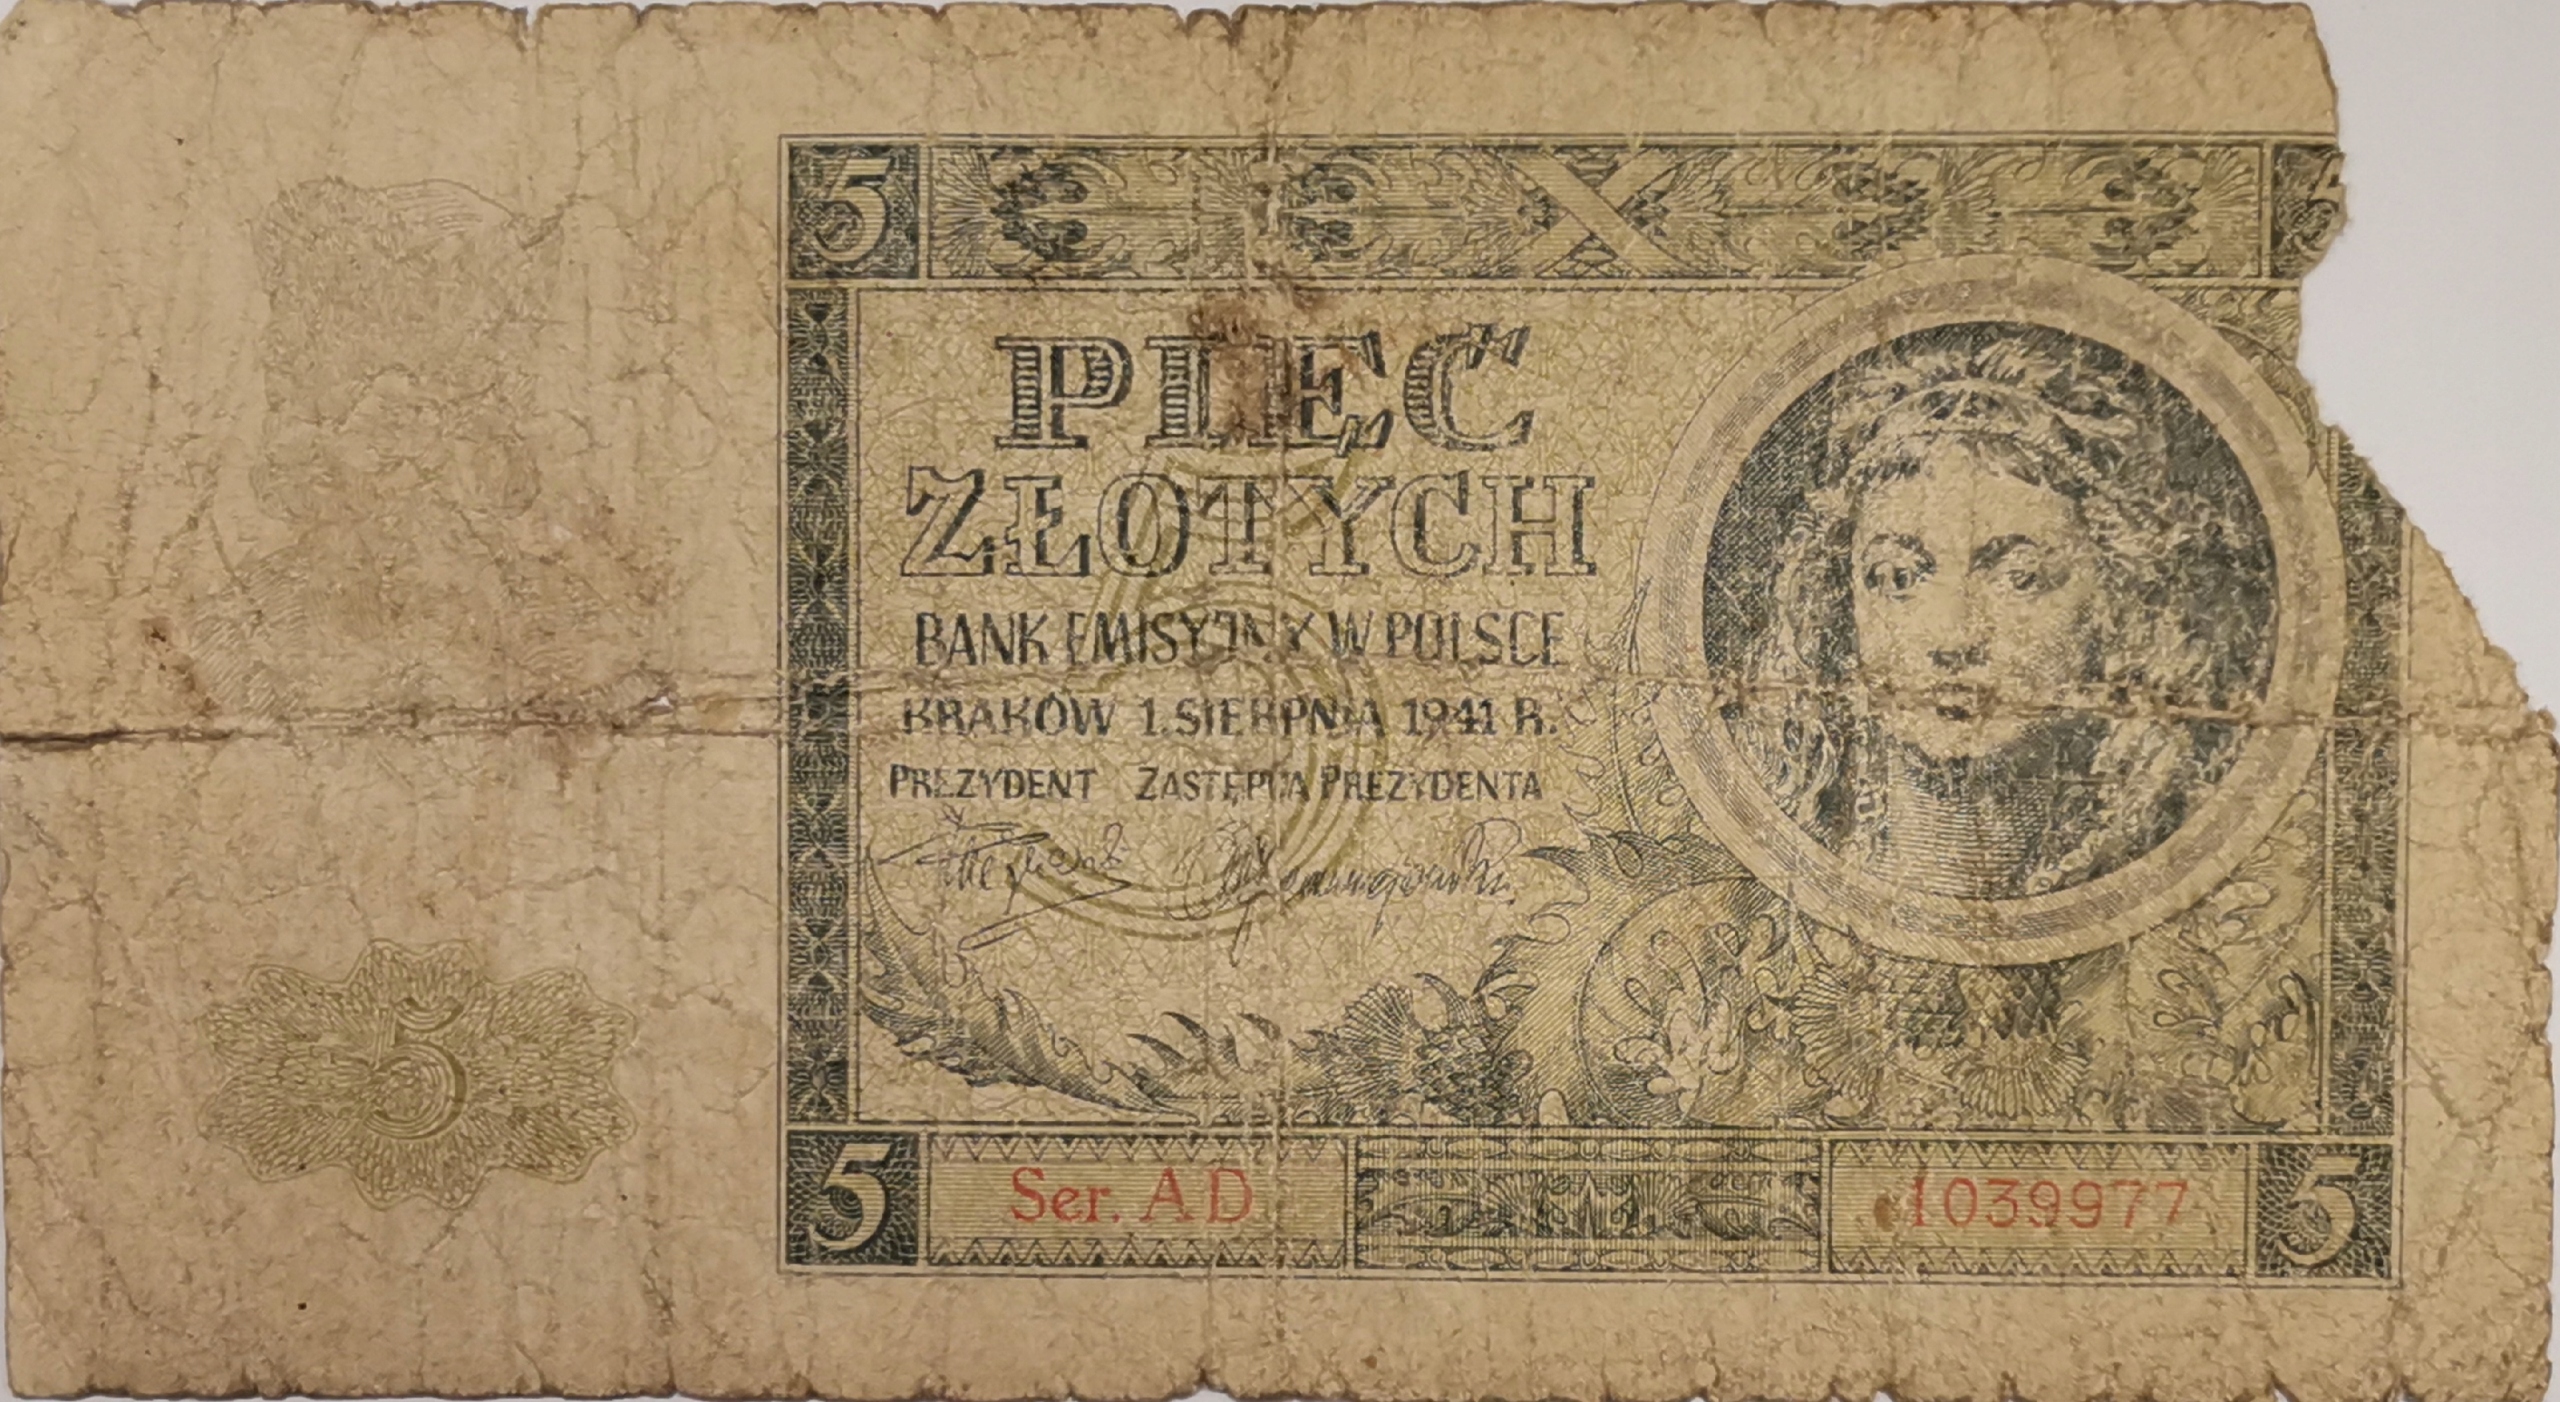 5
PIĘĆ
ZŁOTYCH
BANK EMISYJNY W POLSCE
KRAKÓW 1. SIERPNIA 1941 R.
PREZYDENT ZASTĘPCA PREZYDENTA
5
5 Ser. AD 1039977 5